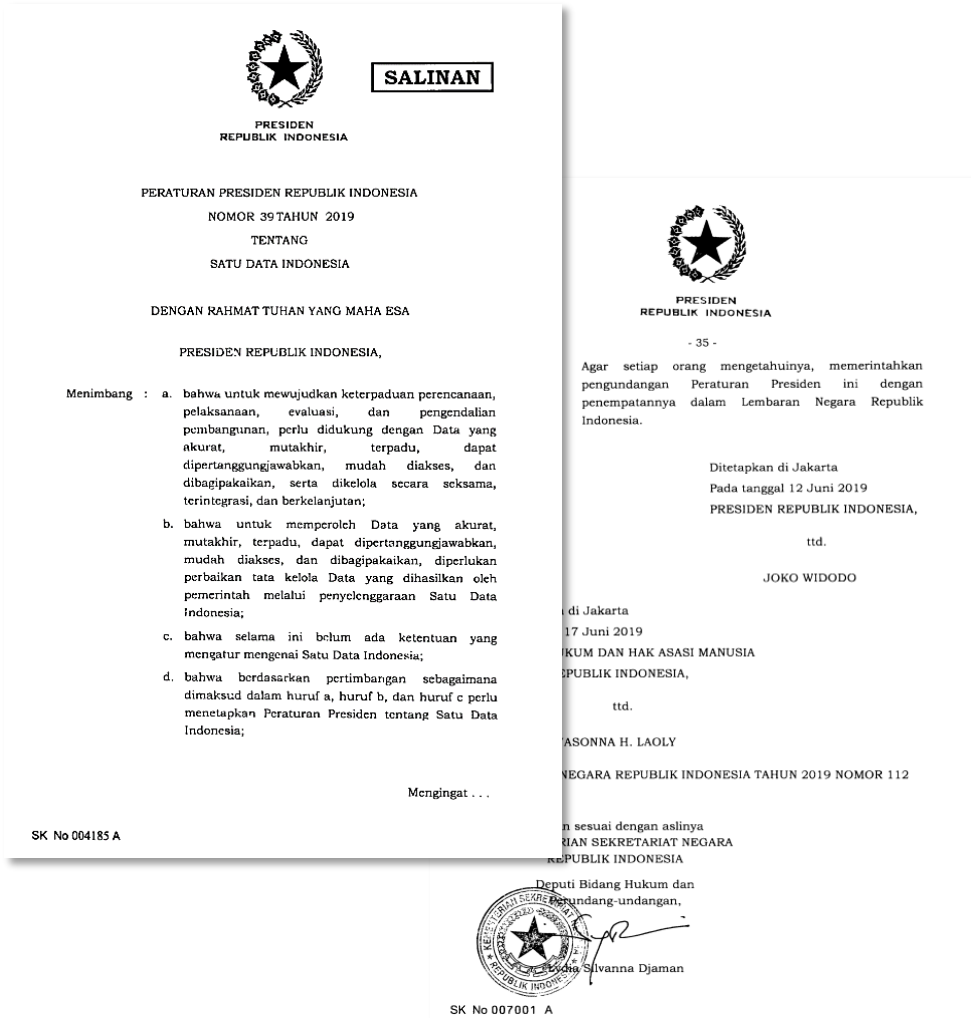 SALINAN
PRESIDEN
REPUBLIK INDONESIA
PERATURAN PRESIDEN REPUBLIK INDONESIA
NOMOR 39 TAHUN 2019
TENTANG
SATU DATA INDONESIA
DENGAN RAHMAT TUHAN YANG MAHA ESA
PRESIDEN REPUBLIK INDONESIA,
Menimbang : a. bahwa untuk mewujudkan keterpaduan perencanaan,
pelaksanaan, evaluasi, dan pengendalian
pembangunan, perlu didukung dengan Data yang
akurat, mutakhir, terpadu, dapat
dipertanggungjawabkan, mudah diakses, dan
dibagipakaikan, serta dikelola secara seksama,
terintegrasi, dan berkelanjutan;
b. bahwa untuk memperoleh Data yang akurat,
mutakhir, terpadu, dapat dipertanggungjawabkan,
mudah diakses, dan dibagipakaikan, diperlukan
perbaikan tata kelola Data yang dihasilkan oleh
pemerintah melalui penyelenggaraan Satu Data
Indonesia;
c. bahwa selama ini belum ada ketentuan yang
mengatur mengenai Satu Data Indonesia;
d. bahwa berdasarkan pertimbangan sebagaimana
dimaksud dalam huruf a, huruf b, dan huruf c perlu
menetapkan Peraturan Presiden tentang Satu Data
Indonesia;
Mengingat . . .
SK No 004185 A
PRESIDEN
REPUBLIK INDONESIA
- 35 -
Agar setiap orang mengetahuinya, memerintahkan
pengundangan Peraturan Presiden ini dengan
penempatannya dalam Lembaran Negara Republik
Indonesia.
Ditetapkan di Jakarta
Pada tanggal 12 Juni 2019
PRESIDEN REPUBLIK INDONESIA,
ttd.
JOKO WIDODO
di Jakarta
17 Juni 2019
UKUM DAN HAK ASASI MANUSIA
EPUBLIK INDONESIA,
ttd.
ASONNA H. LAOLY
NEGARA REPUBLIK INDONESIA TAHUN 2019 NOMOR 112
n sesuai dengan aslinya
RIAN SEKRETARIAT NEGARA
REPUBLIK INDONESIA
Deputi Bidang Hukum dan
Perundang-undangan,
KEMENTERIAN SEKRETARIAT NEGARA
REPUBLIK INDONESIA
Lydia Silvanna Djaman
SK No 007001 A